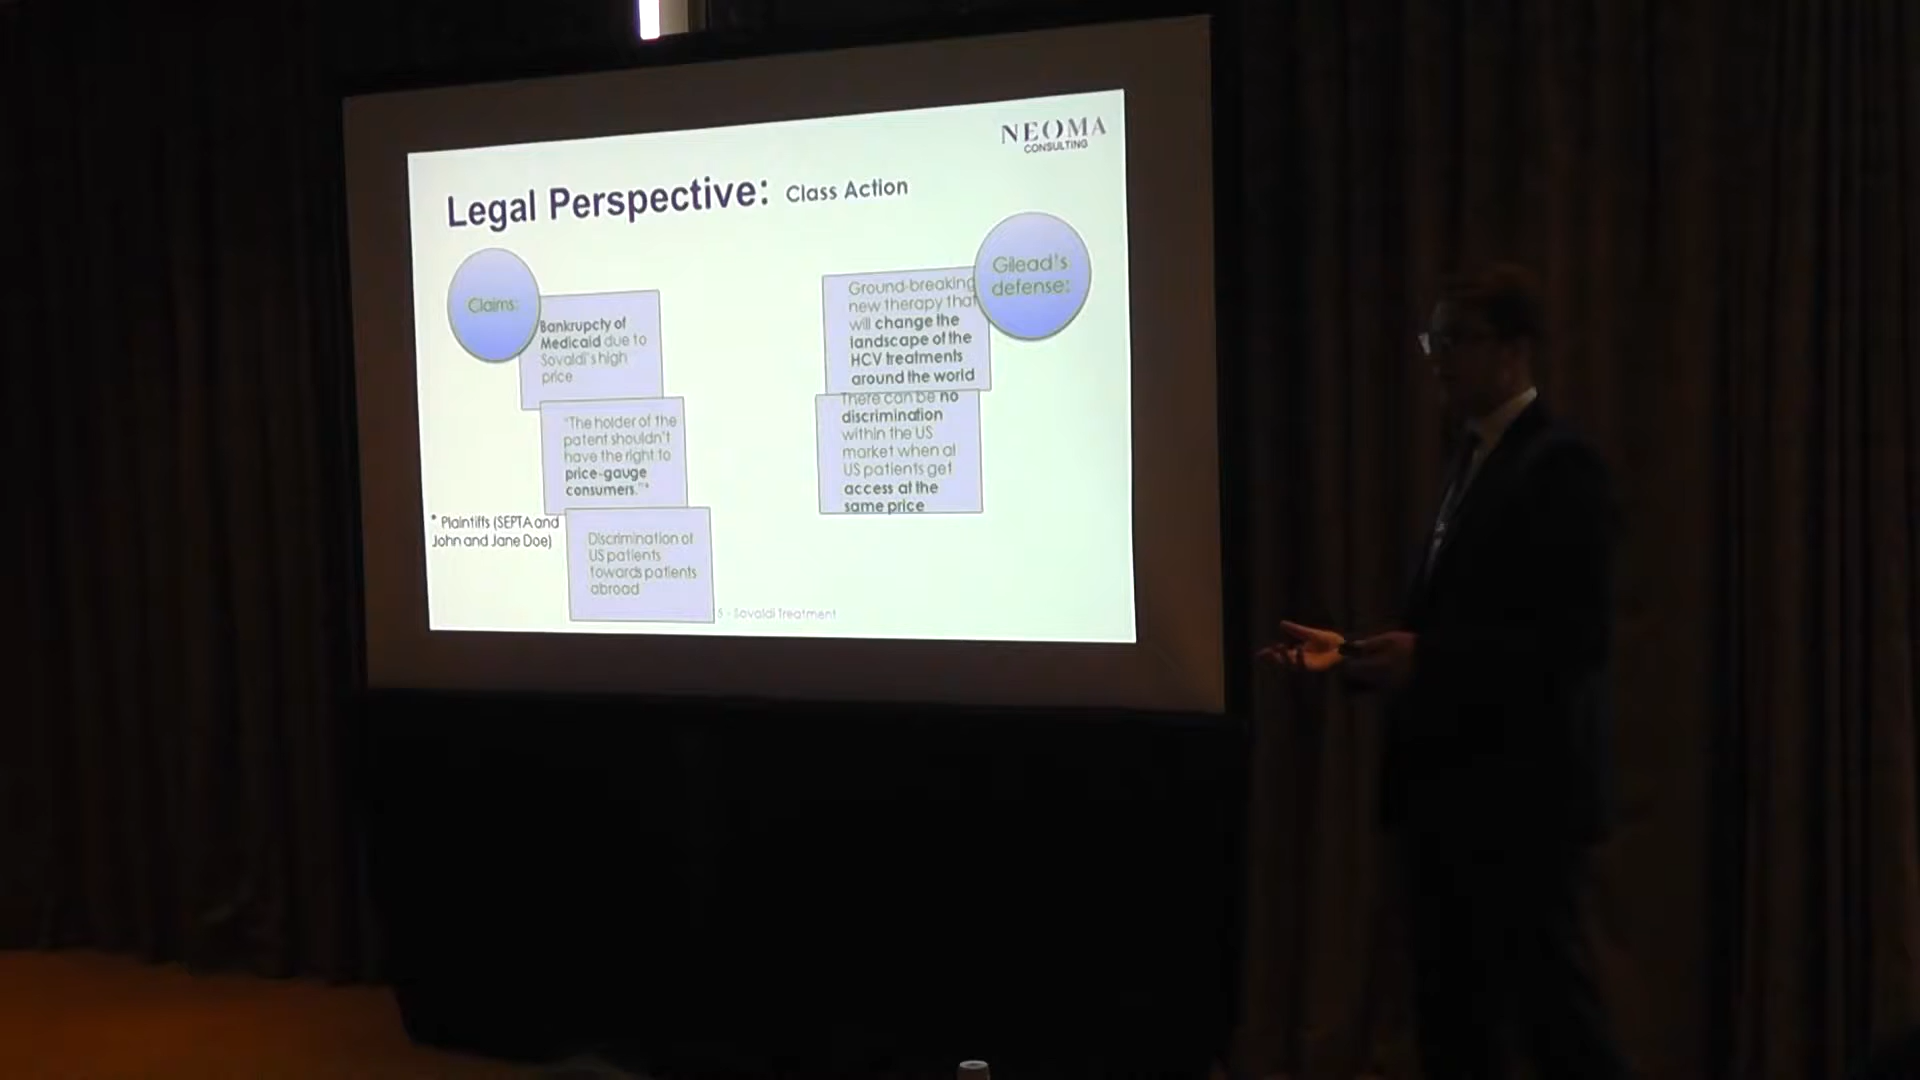 NEOMA
CONSULTING
Legal Perspective: Class Action
Claims:
Bankrupcty of
Medicaid due to
Sovaldi's high
price
"The holder of the
patent shouldn't
have the right to
price-gauge
consumers."*
* Plaintiffs (SEPTA and
John and Jane Doe)
Discrimination of
US patients
towards patients
abroad
Gilead's
defense:
Ground-breaking
new therapy that
will change the
landscape of the
HCV treatments
around the world
There can be no
discrimination
within the US
market when al
US patients get
access at the
same price
5 - Sovaldi Treatment